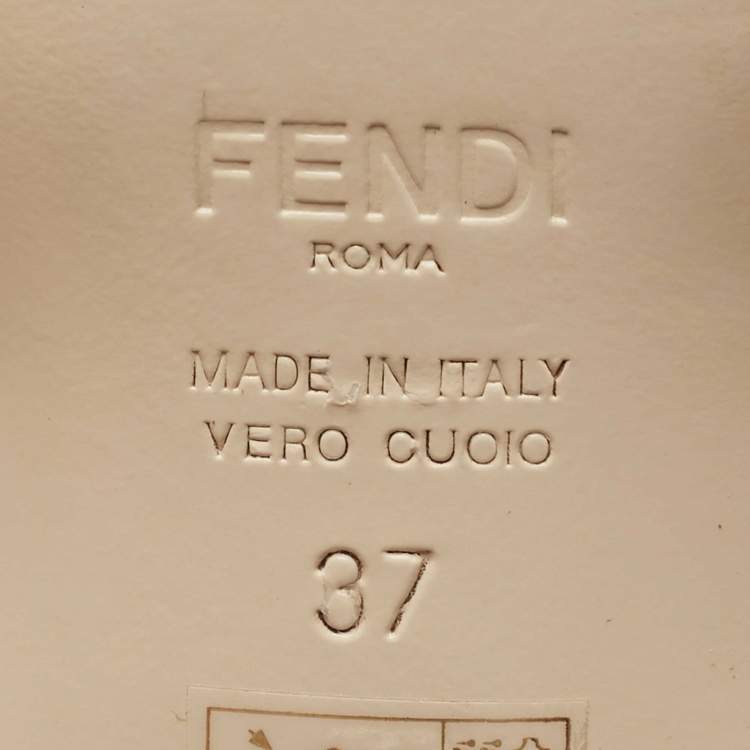 FENDI
ROMA
MADE IN ITALY
VERO CUOIO
37